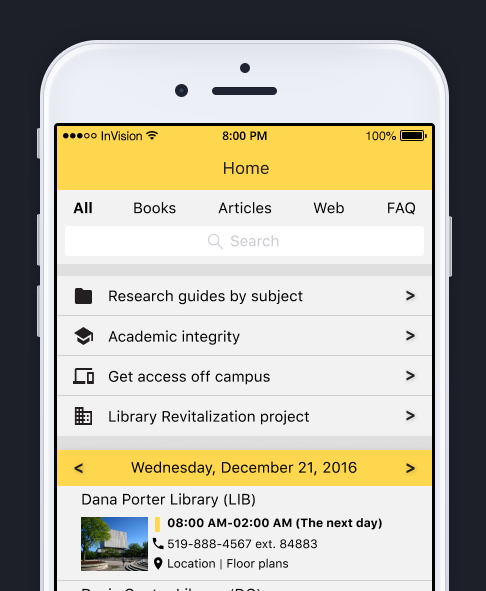 InVision 8:00 PM 100%
Home
All Books Articles Web FAQ
Search
Research guides by subject >
Academic integrity >
Get access off campus >
Library Revitalization project >
< Wednesday, December 21, 2016 >
Dana Porter Library (LIB)
08:00 AM-02:00 AM (The next day)
519-888-4567 ext. 84883
Location | Floor plans